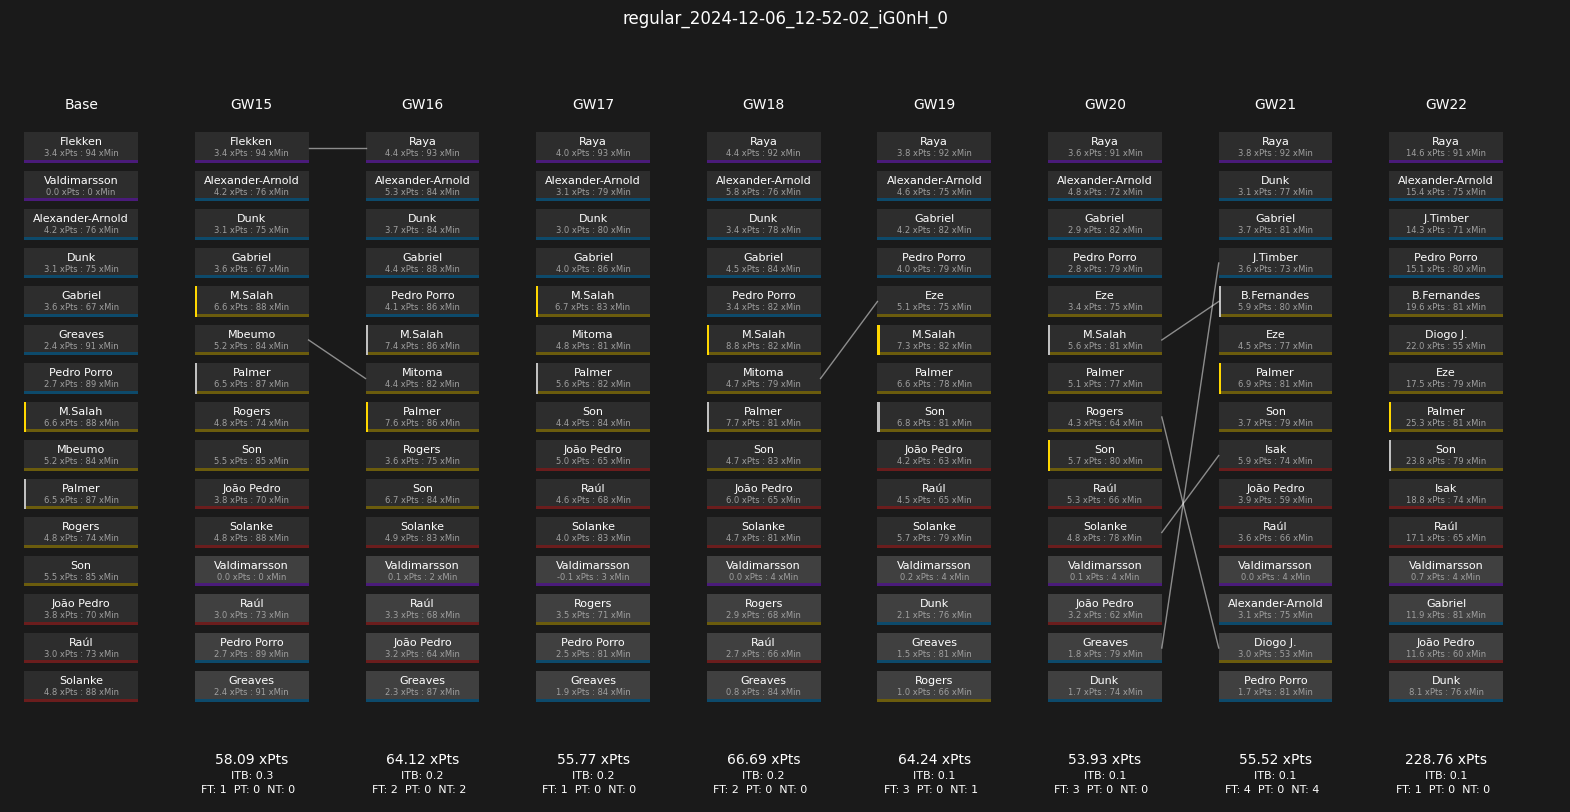 regular_2024-12-06_12-52-02_iG0nH_0
Base
Flekken
3.4 xPts : 94 xMin
Valdimarsson
0.0 xPts : 0 xMin
Alexander-Arnold
4.2 xPts : 76 xMin
Dunk
3.1 xPts : 75 xMin
Gabriel
3.6 xPts : 67 xMin
Greaves
2.4 xPts : 91 xMin
Pedro Porro
2.7 xPts : 89 xMin
M.Salah
6.6 xPts : 88 xMin
Mbeumo
5.2 xPts : 84 xMin
Palmer
6.5 xPts : 87 xMin
Rogers
4.8 xPts : 74 xMin
Son
5.5 xPts : 85 xMin
João Pedro
3.8 xPts : 70 xMin
Raúl
3.0 xPts : 73 xMin
Solanke
4.8 xPts : 88 xMin
GW15
Flekken
3.4 xPts : 94 xMin
Alexander-Arnold
4.2 xPts : 76 xMin
Dunk
3.1 xPts : 75 xMin
Gabriel
3.6 xPts : 67 xMin
M.Salah
6.6 xPts : 88 xMin
Mbeumo
5.2 xPts : 84 xMin
Palmer
6.5 xPts : 87 xMin
Rogers
4.8 xPts : 74 xMin
Son
5.5 xPts : 85 xMin
João Pedro
3.8 xPts : 70 xMin
Solanke
4.8 xPts : 88 xMin
Valdimarsson
0.0 xPts : 0 xMin
Raúl
3.0 xPts : 73 xMin
Pedro Porro
2.7 xPts : 89 xMin
Greaves
2.4 xPts : 91 xMin
58.09 xPts
ITB: 0.3
FT: 1 PT: 0 NT: 0
GW16
Raya
4.4 xPts : 93 xMin
Alexander-Arnold
5.3 xPts : 84 xMin
Dunk
3.7 xPts : 84 xMin
Gabriel
4.4 xPts : 88 xMin
Pedro Porro
4.1 xPts : 86 xMin
M.Salah
7.4 xPts : 86 xMin
Mitoma
4.4 xPts : 82 xMin
Palmer
7.6 xPts : 86 xMin
Rogers
3.6 xPts : 75 xMin
Son
6.7 xPts : 84 xMin
Solanke
4.9 xPts : 83 xMin
Valdimarsson
0.1 xPts : 2 xMin
Raúl
3.3 xPts : 68 xMin
João Pedro
3.2 xPts : 64 xMin
Greaves
2.3 xPts : 87 xMin
64.12 xPts
ITB: 0.2
FT: 2 PT: 0 NT: 2
GW17
Raya
4.0 xPts : 93 xMin
Alexander-Arnold
3.1 xPts : 79 xMin
Dunk
3.0 xPts : 80 xMin
Gabriel
4.0 xPts : 86 xMin
M.Salah
6.7 xPts : 83 xMin
Mitoma
4.8 xPts : 81 xMin
Palmer
5.6 xPts : 82 xMin
Son
4.4 xPts : 84 xMin
João Pedro
5.0 xPts : 65 xMin
Raúl
4.6 xPts : 68 xMin
Solanke
4.0 xPts : 83 xMin
Valdimarsson
-0.1 xPts : 3 xMin
Rogers
3.5 xPts : 71 xMin
Pedro Porro
2.5 xPts : 81 xMin
Greaves
1.9 xPts : 84 xMin
55.77 xPts
ITB: 0.2
FT: 1 PT: 0 NT: 0
GW18
Raya
4.4 xPts : 92 xMin
Alexander-Arnold
5.8 xPts : 76 xMin
Dunk
3.4 xPts : 78 xMin
Gabriel
4.5 xPts : 84 xMin
Pedro Porro
3.4 xPts : 82 xMin
M.Salah
8.8 xPts : 82 xMin
Mitoma
4.7 xPts : 79 xMin
Palmer
7.7 xPts : 81 xMin
Son
4.7 xPts : 83 xMin
João Pedro
6.0 xPts : 65 xMin
Solanke
4.7 xPts : 81 xMin
Valdimarsson
0.0 xPts : 4 xMin
Rogers
2.9 xPts : 68 xMin
Raúl
2.7 xPts : 66 xMin
Greaves
0.8 xPts : 84 xMin
66.69 xPts
ITB: 0.2
FT: 2 PT: 0 NT: 0
GW19
Raya
3.8 xPts : 92 xMin
Alexander-Arnold
4.6 xPts : 75 xMin
Gabriel
4.2 xPts : 82 xMin
Pedro Porro
4.0 xPts : 79 xMin
Eze
5.1 xPts : 75 xMin
M.Salah
7.3 xPts : 82 xMin
Palmer
6.6 xPts : 78 xMin
Son
6.8 xPts : 81 xMin
João Pedro
4.2 xPts : 63 xMin
Raúl
4.5 xPts : 65 xMin
Solanke
5.7 xPts : 79 xMin
Valdimarsson
0.2 xPts : 4 xMin
Dunk
2.1 xPts : 76 xMin
Greaves
1.5 xPts : 81 xMin
Rogers
1.0 xPts : 66 xMin
64.24 xPts
ITB: 0.1
FT: 3 PT: 0 NT: 1
GW20
Raya
3.6 xPts : 91 xMin
Alexander-Arnold
4.8 xPts : 72 xMin
Gabriel
2.9 xPts : 82 xMin
Pedro Porro
2.8 xPts : 79 xMin
Eze
3.4 xPts : 75 xMin
M.Salah
5.6 xPts : 81 xMin
Palmer
5.1 xPts : 77 xMin
Rogers
4.3 xPts : 64 xMin
Son
5.7 xPts : 80 xMin
Raúl
5.3 xPts : 66 xMin
Solanke
4.8 xPts : 78 xMin
Valdimarsson
0.1 xPts : 4 xMin
João Pedro
3.2 xPts : 62 xMin
Greaves
1.8 xPts : 79 xMin
Dunk
1.7 xPts : 74 xMin
53.93 xPts
ITB: 0.1
FT: 3 PT: 0 NT: 0
GW21
Raya
3.8 xPts : 92 xMin
Dunk
3.1 xPts : 77 xMin
Gabriel
3.7 xPts : 81 xMin
J.Timber
3.6 xPts : 73 xMin
B.Fernandes
5.9 xPts : 80 xMin
Eze
4.5 xPts : 77 xMin
Palmer
6.9 xPts : 81 xMin
Son
3.7 xPts : 79 xMin
Isak
5.9 xPts : 74 xMin
João Pedro
3.9 xPts : 59 xMin
Raúl
3.6 xPts : 66 xMin
Valdimarsson
0.0 xPts : 4 xMin
Alexander-Arnold
3.1 xPts : 75 xMin
Diogo J.
3.0 xPts : 53 xMin
Pedro Porro
1.7 xPts : 81 xMin
55.52 xPts
ITB: 0.1
FT: 4 PT: 0 NT: 4
GW22
Raya
14.6 xPts : 91 xMin
Alexander-Arnold
15.4 xPts : 75 xMin
J.Timber
14.3 xPts : 71 xMin
Pedro Porro
15.1 xPts : 80 xMin
B.Fernandes
19.6 xPts : 81 xMin
Diogo J.
22.0 xPts : 55 xMin
Eze
17.5 xPts : 79 xMin
Palmer
25.3 xPts : 81 xMin
Son
23.8 xPts : 79 xMin
Isak
18.8 xPts : 74 xMin
Raúl
17.1 xPts : 65 xMin
Valdimarsson
0.7 xPts : 4 xMin
Gabriel
11.9 xPts : 81 xMin
João Pedro
11.6 xPts : 60 xMin
Dunk
8.1 xPts : 76 xMin
228.76 xPts
ITB: 0.1
FT: 1 PT: 0 NT: 0